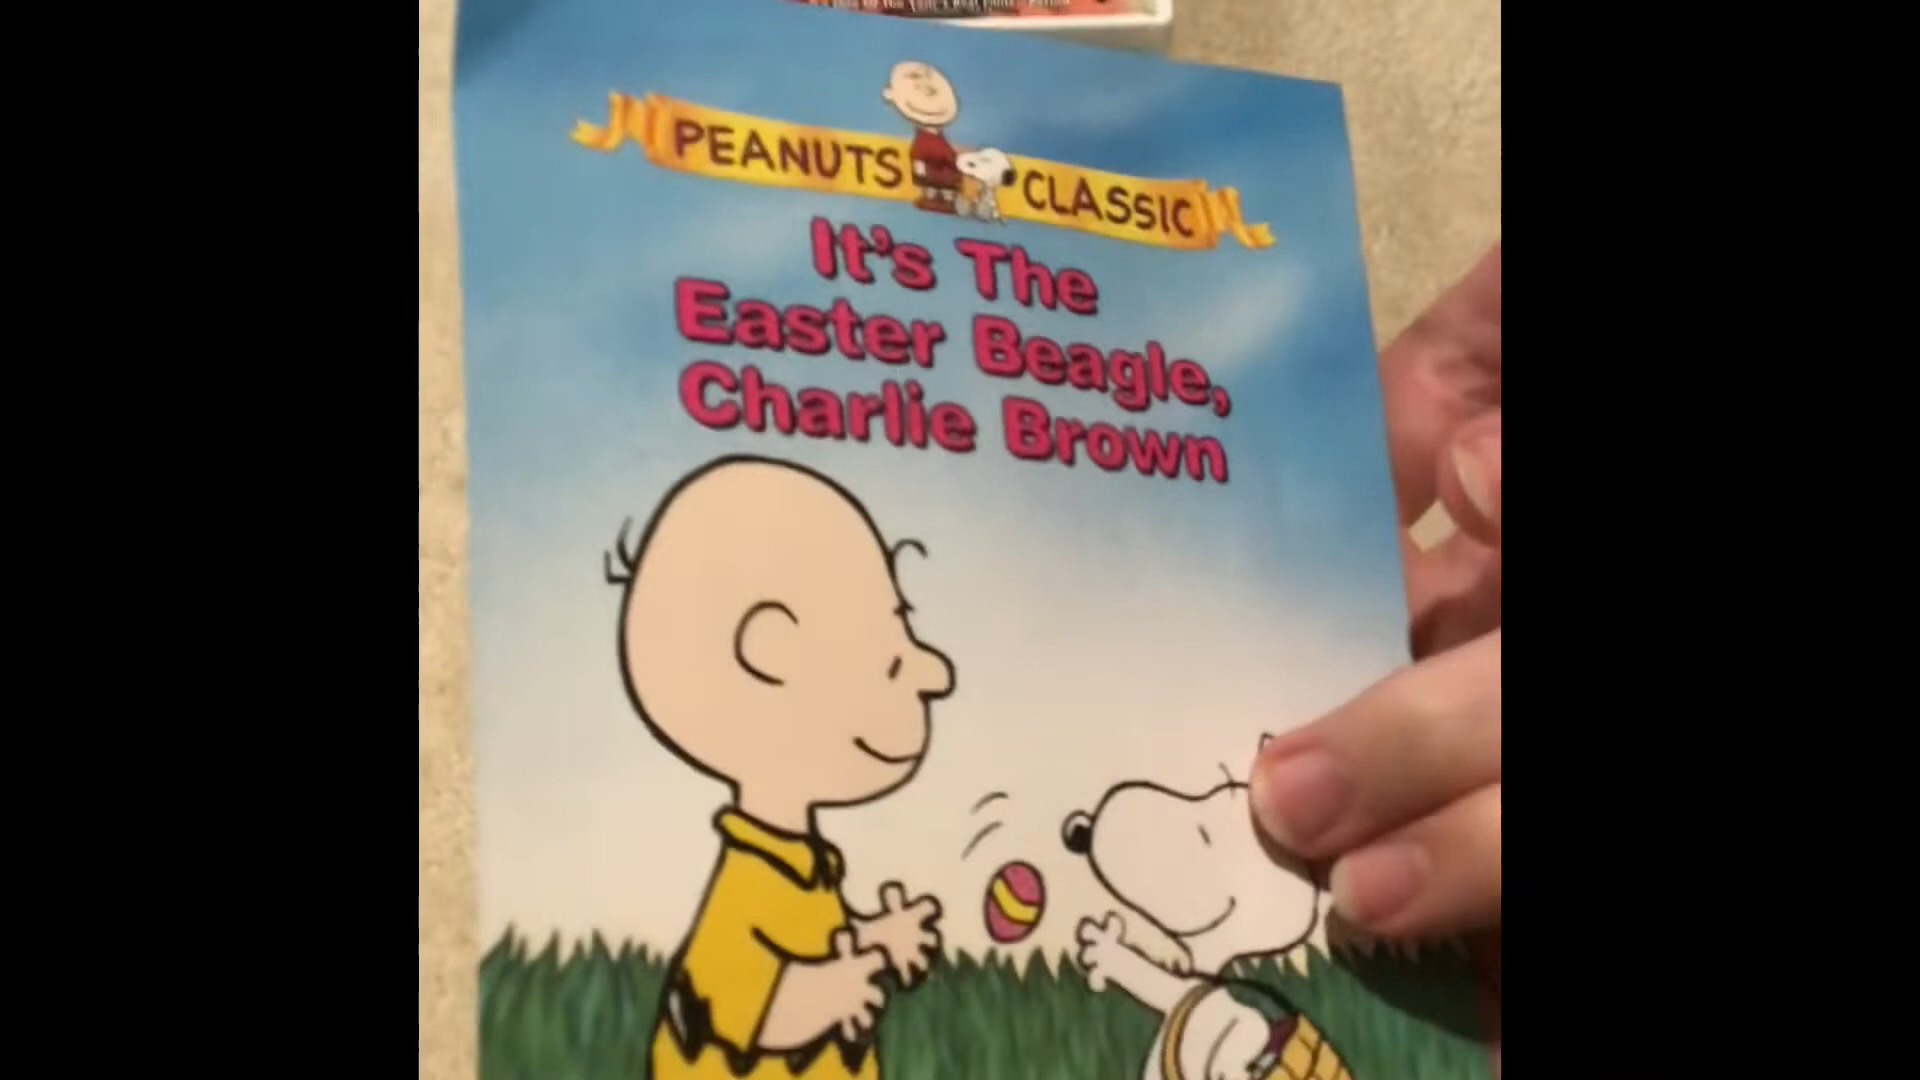 PEANUTS CLASSIC
It's The
Easter Beagle,
Charlie Brown